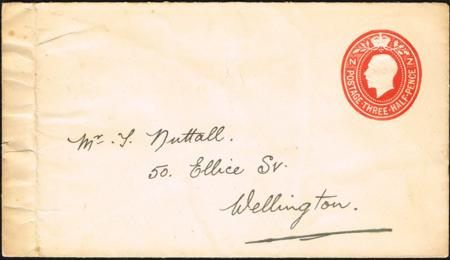 N Z
POSTAGE THREE-HALF-PENCE
Mr. T. Nuttall.
50. Ellice St.
Wellington.